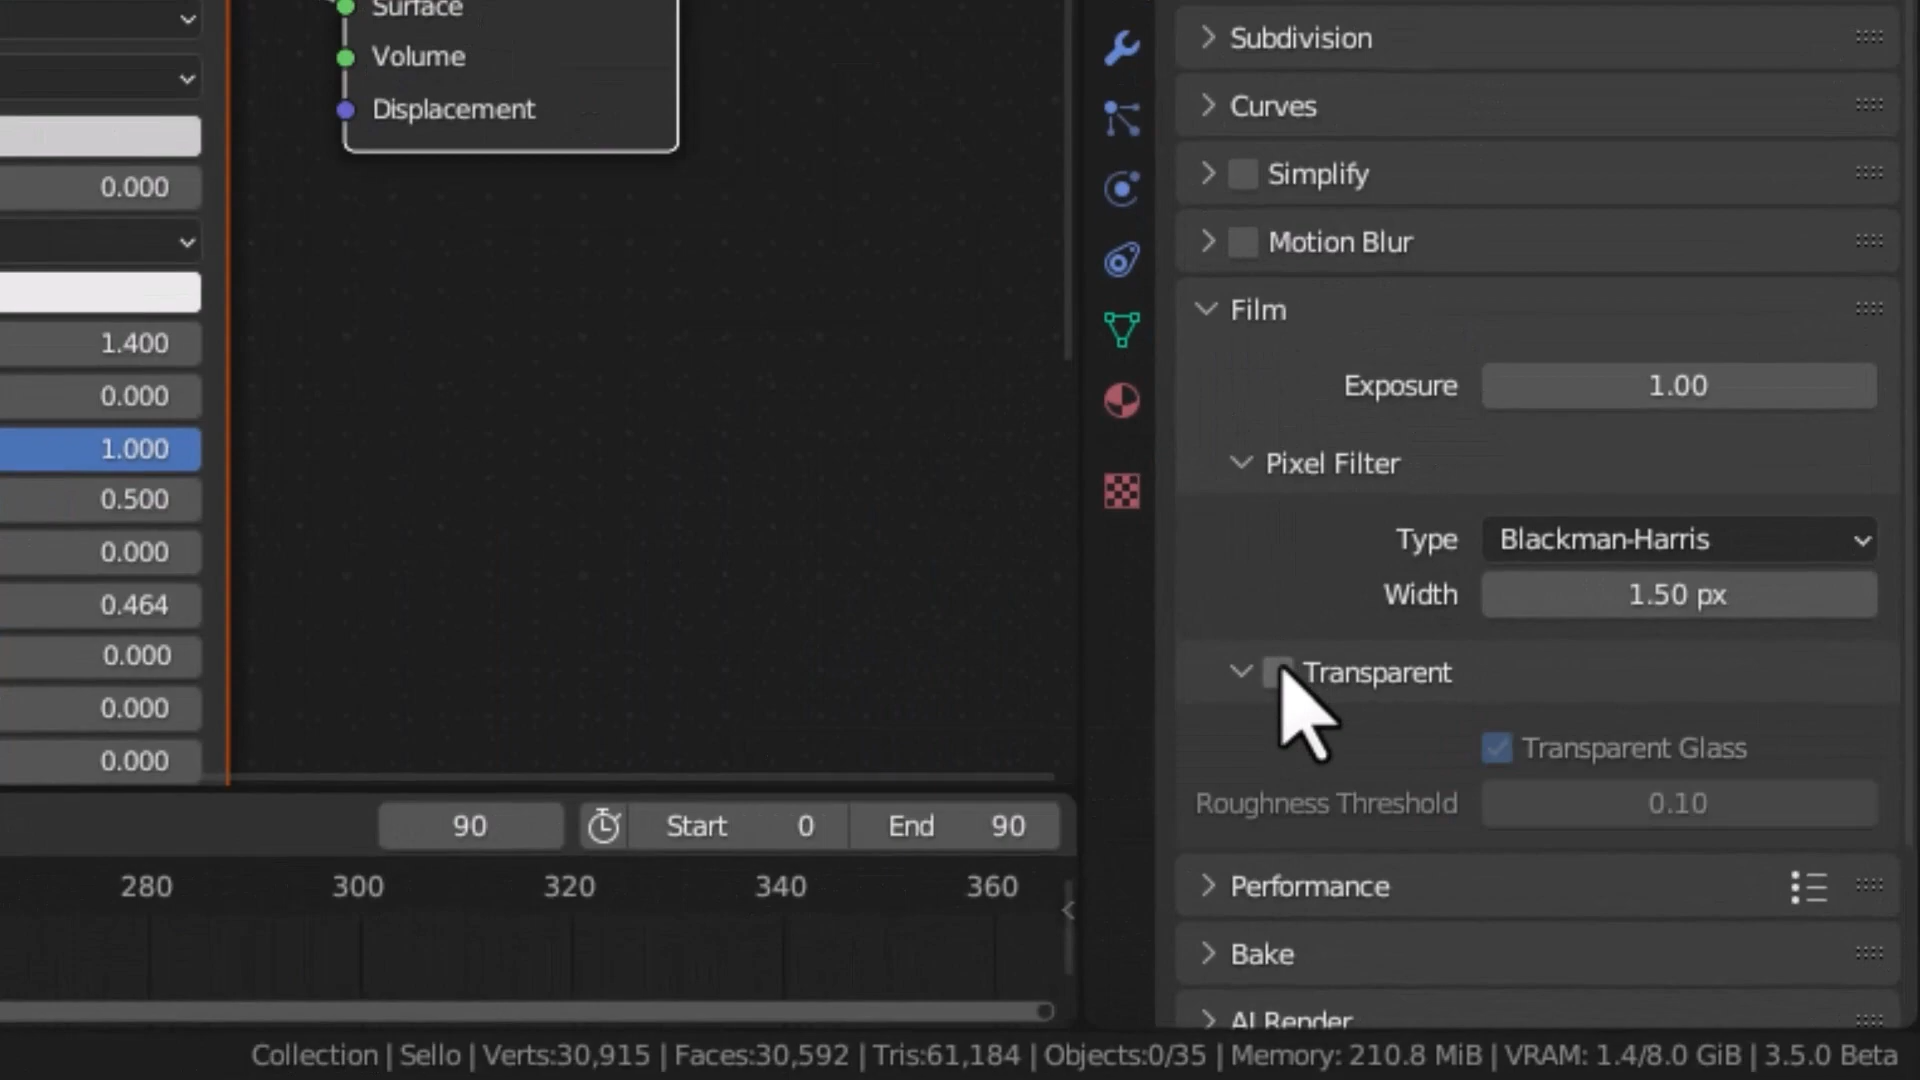 Surface
Volume
Displacement
0.000
1.400
0.000
1.000
0.500
0.000
0.464
0.000
0.000
0.000
90
Start 0
End 90
280 300 320 340 360
Subdivision
Curves
Simplify
Motion Blur
Film
Exposure 1.00
Pixel Filter
Type Blackman-Harris
Width 1.50 px
Transparent
Transparent Glass
Roughness Threshold 0.10
Performance
Bake
AI Render
Collection | Sello | Verts:30,915 | Faces:30,592 | Tris:61,184 | Objects:0/35 | Memory: 210.8 MiB | VRAM: 1.4/8.0 GiB | 3.5.0 Beta